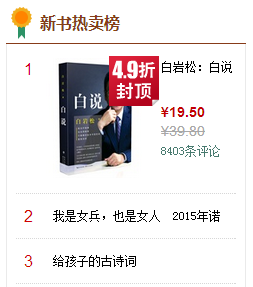 新书热卖榜
1
4.9折
封顶
白说
白岩松
白岩松：白说
¥19.50
¥39.80
8403条评论
2 我是女兵，也是女人 2015年诺
3 给孩子的古诗词